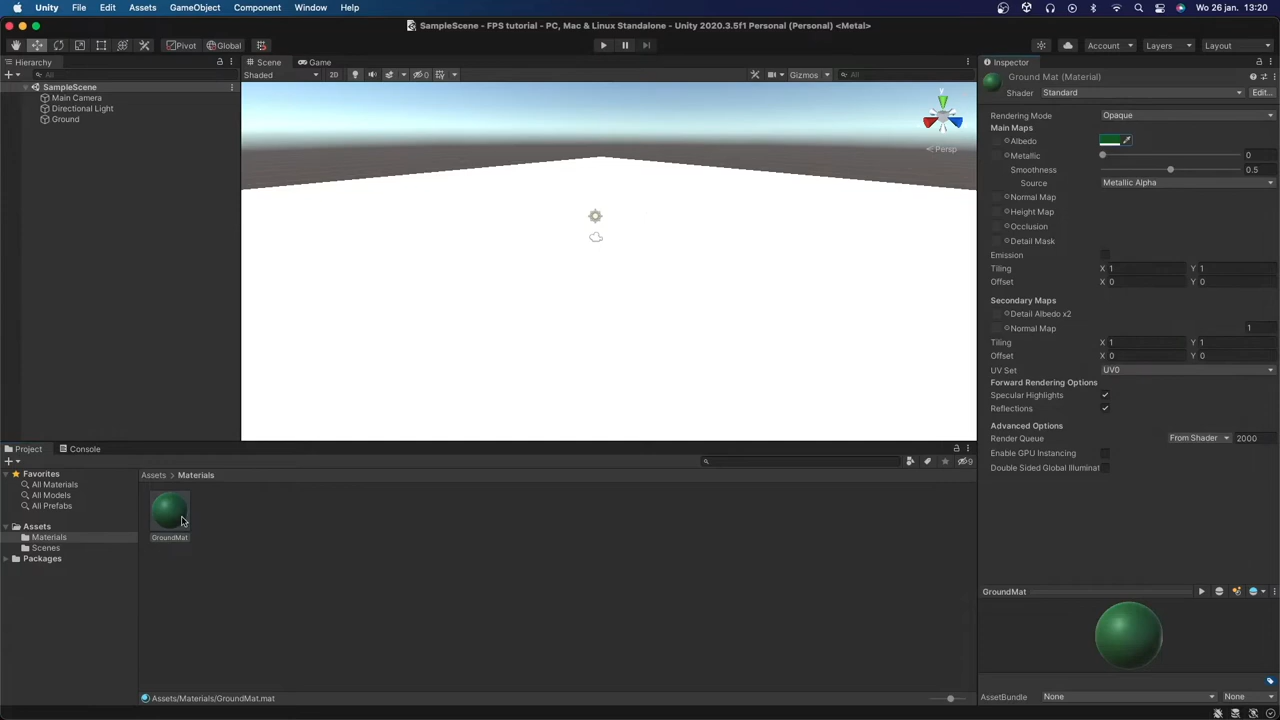 Unity File Edit Assets GameObject Component Window Help Wo 26 jan. 13:20
SampleScene - FPS tutorial - PC, Mac & Linux Standalone - Unity 2020.3.5f1 Personal (Personal) <Metal>
Pivot Global Account Layers Layout
Hierarchy
All
SampleScene
Main Camera
Directional Light
Ground
Scene Game
Shaded 2D 0 Gizmos All
y
Persp
Inspector
Ground Mat (Material)
Shader Standard Edit...
Rendering Mode Opaque
Main Maps
Albedo
Metallic 0
Smoothness 0.5
Source Metallic Alpha
Normal Map
Height Map
Occlusion
Detail Mask
Emission
Tiling X 1 Y 1
Offset X 0 Y 0
Secondary Maps
Detail Albedo x2
Normal Map 1
Tiling X 1 Y 1
Offset X 0 Y 0
UV Set UV0
Forward Rendering Options
Specular Highlights
Reflections
Advanced Options
Render Queue From Shader 2000
Enable GPU Instancing
Double Sided Global Illuminat
Project Console
9
Favorites
All Materials
All Models
All Prefabs
Assets
Materials
Scenes
Packages
Assets > Materials
GroundMat
Assets/Materials/GroundMat.mat
GroundMat
AssetBundle None None